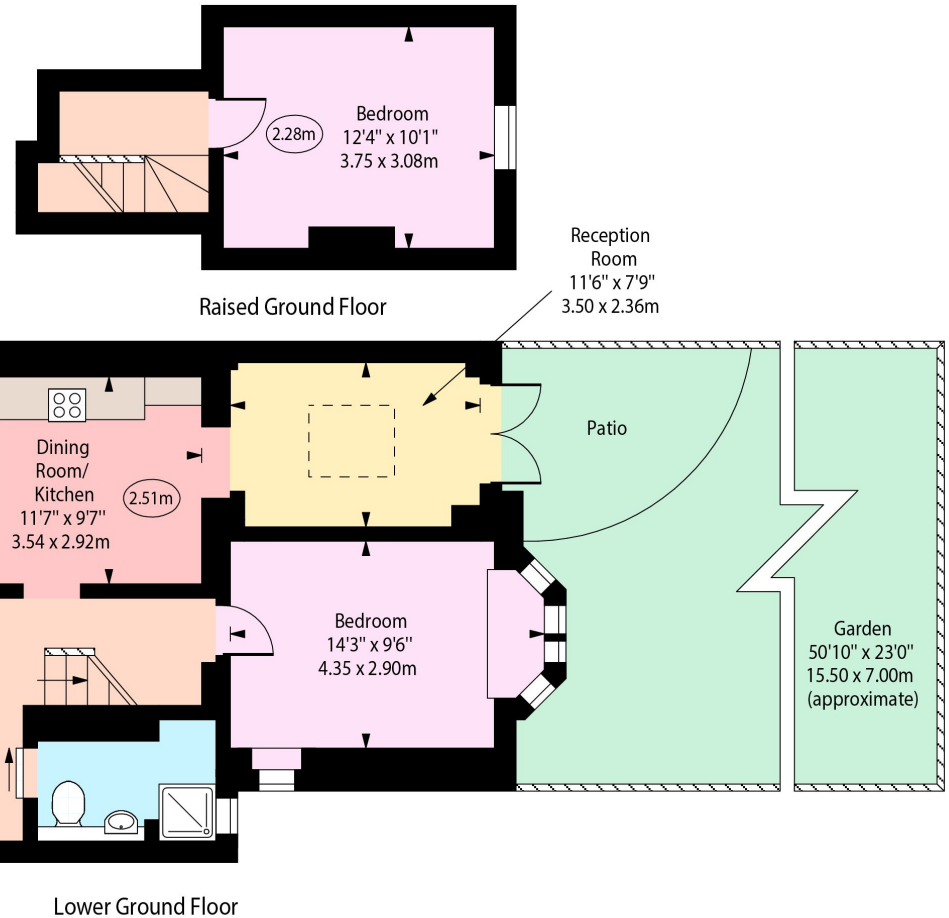 Bedroom
12'4" x 10'1"
3.75 x 3.08m
2.28m
Raised Ground Floor
Reception
Room
11'6" x 7'9"
3.50 x 2.36m
Patio
Dining
Room/
Kitchen
11'7" x 9'7"
3.54 x 2.92m
2.51m
Bedroom
14'3" x 9'6"
4.35 x 2.90m
Garden
50'10" x 23'0"
15.50 x 7.00m
(approximate)
Lower Ground Floor